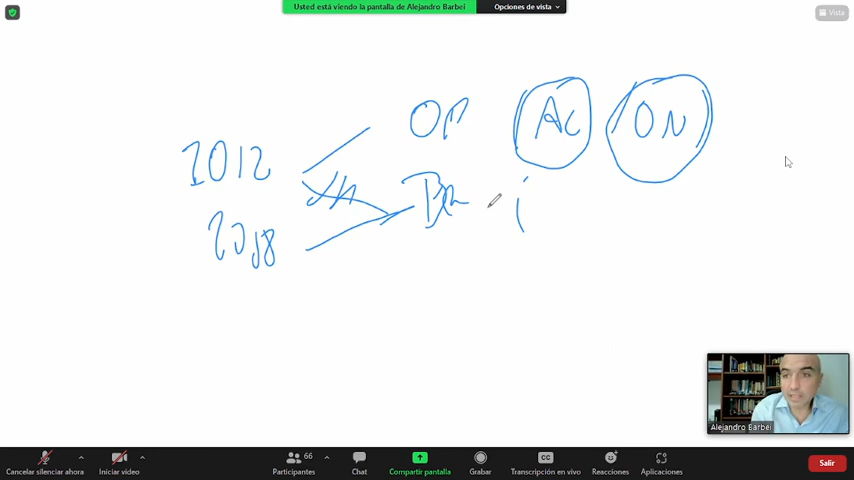 Usted está viendo la pantalla de Alejandro Barbei
Opciones de vista
Vista
OP AC ON
2012
2018
i
Alejandro Barbei
66
Cancelar silenciar ahora
Iniciar video
Participantes
Chat
Compartir pantalla
Grabar
Transcripción en vivo
Reacciones
Aplicaciones
Salir